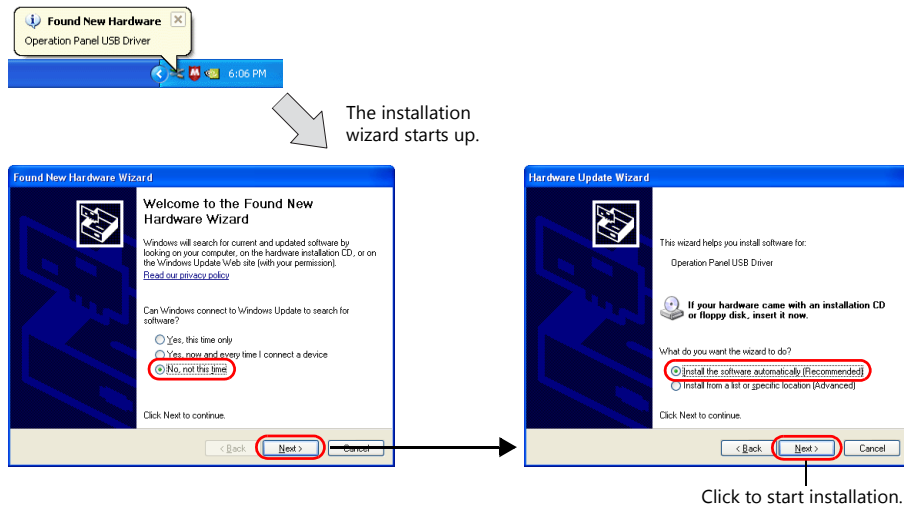 Found New Hardware
Operation Panel USB Driver
6:06 PM
The installation
wizard starts up.
Found New Hardware Wizard
Welcome to the Found New
Hardware Wizard
Windows will search for current and updated software by
looking on your computer, on the hardware installation CD, or on
the Windows Update Web site (with your permission).
Read our privacy policy
Can Windows connect to Windows Update to search for
software?
Yes, this time only
Yes, now and every time I connect a device
No, not this time
Click Next to continue.
< Back
Next >
Cancel
Hardware Update Wizard
This wizard helps you install software for:
Operation Panel USB Driver
If your hardware came with an installation CD
or floppy disk, insert it now.
What do you want the wizard to do?
Install the software automatically (Recommended)
Install from a list or specific location (Advanced)
Click Next to continue.
< Back
Next >
Cancel
Click to start installation.